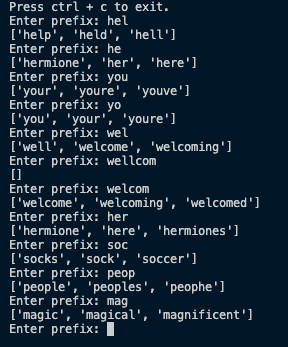 Press ctrl + c to exit.
Enter prefix: hel
['help', 'held', 'hell']
Enter prefix: he
['hermione', 'her', 'here']
Enter prefix: you
['your', 'youre', 'youve']
Enter prefix: yo
['you', 'your', 'youre']
Enter prefix: wel
['well', 'welcome', 'welcoming']
Enter prefix: wellcom
[]
Enter prefix: welcom
['welcome', 'welcoming', 'welcomed']
Enter prefix: her
['hermione', 'here', 'hermiones']
Enter prefix: soc
['socks', 'sock', 'soccer']
Enter prefix: peop
['people', 'peoples', 'peophe']
Enter prefix: mag
['magic', 'magical', 'magnificent']
Enter prefix: